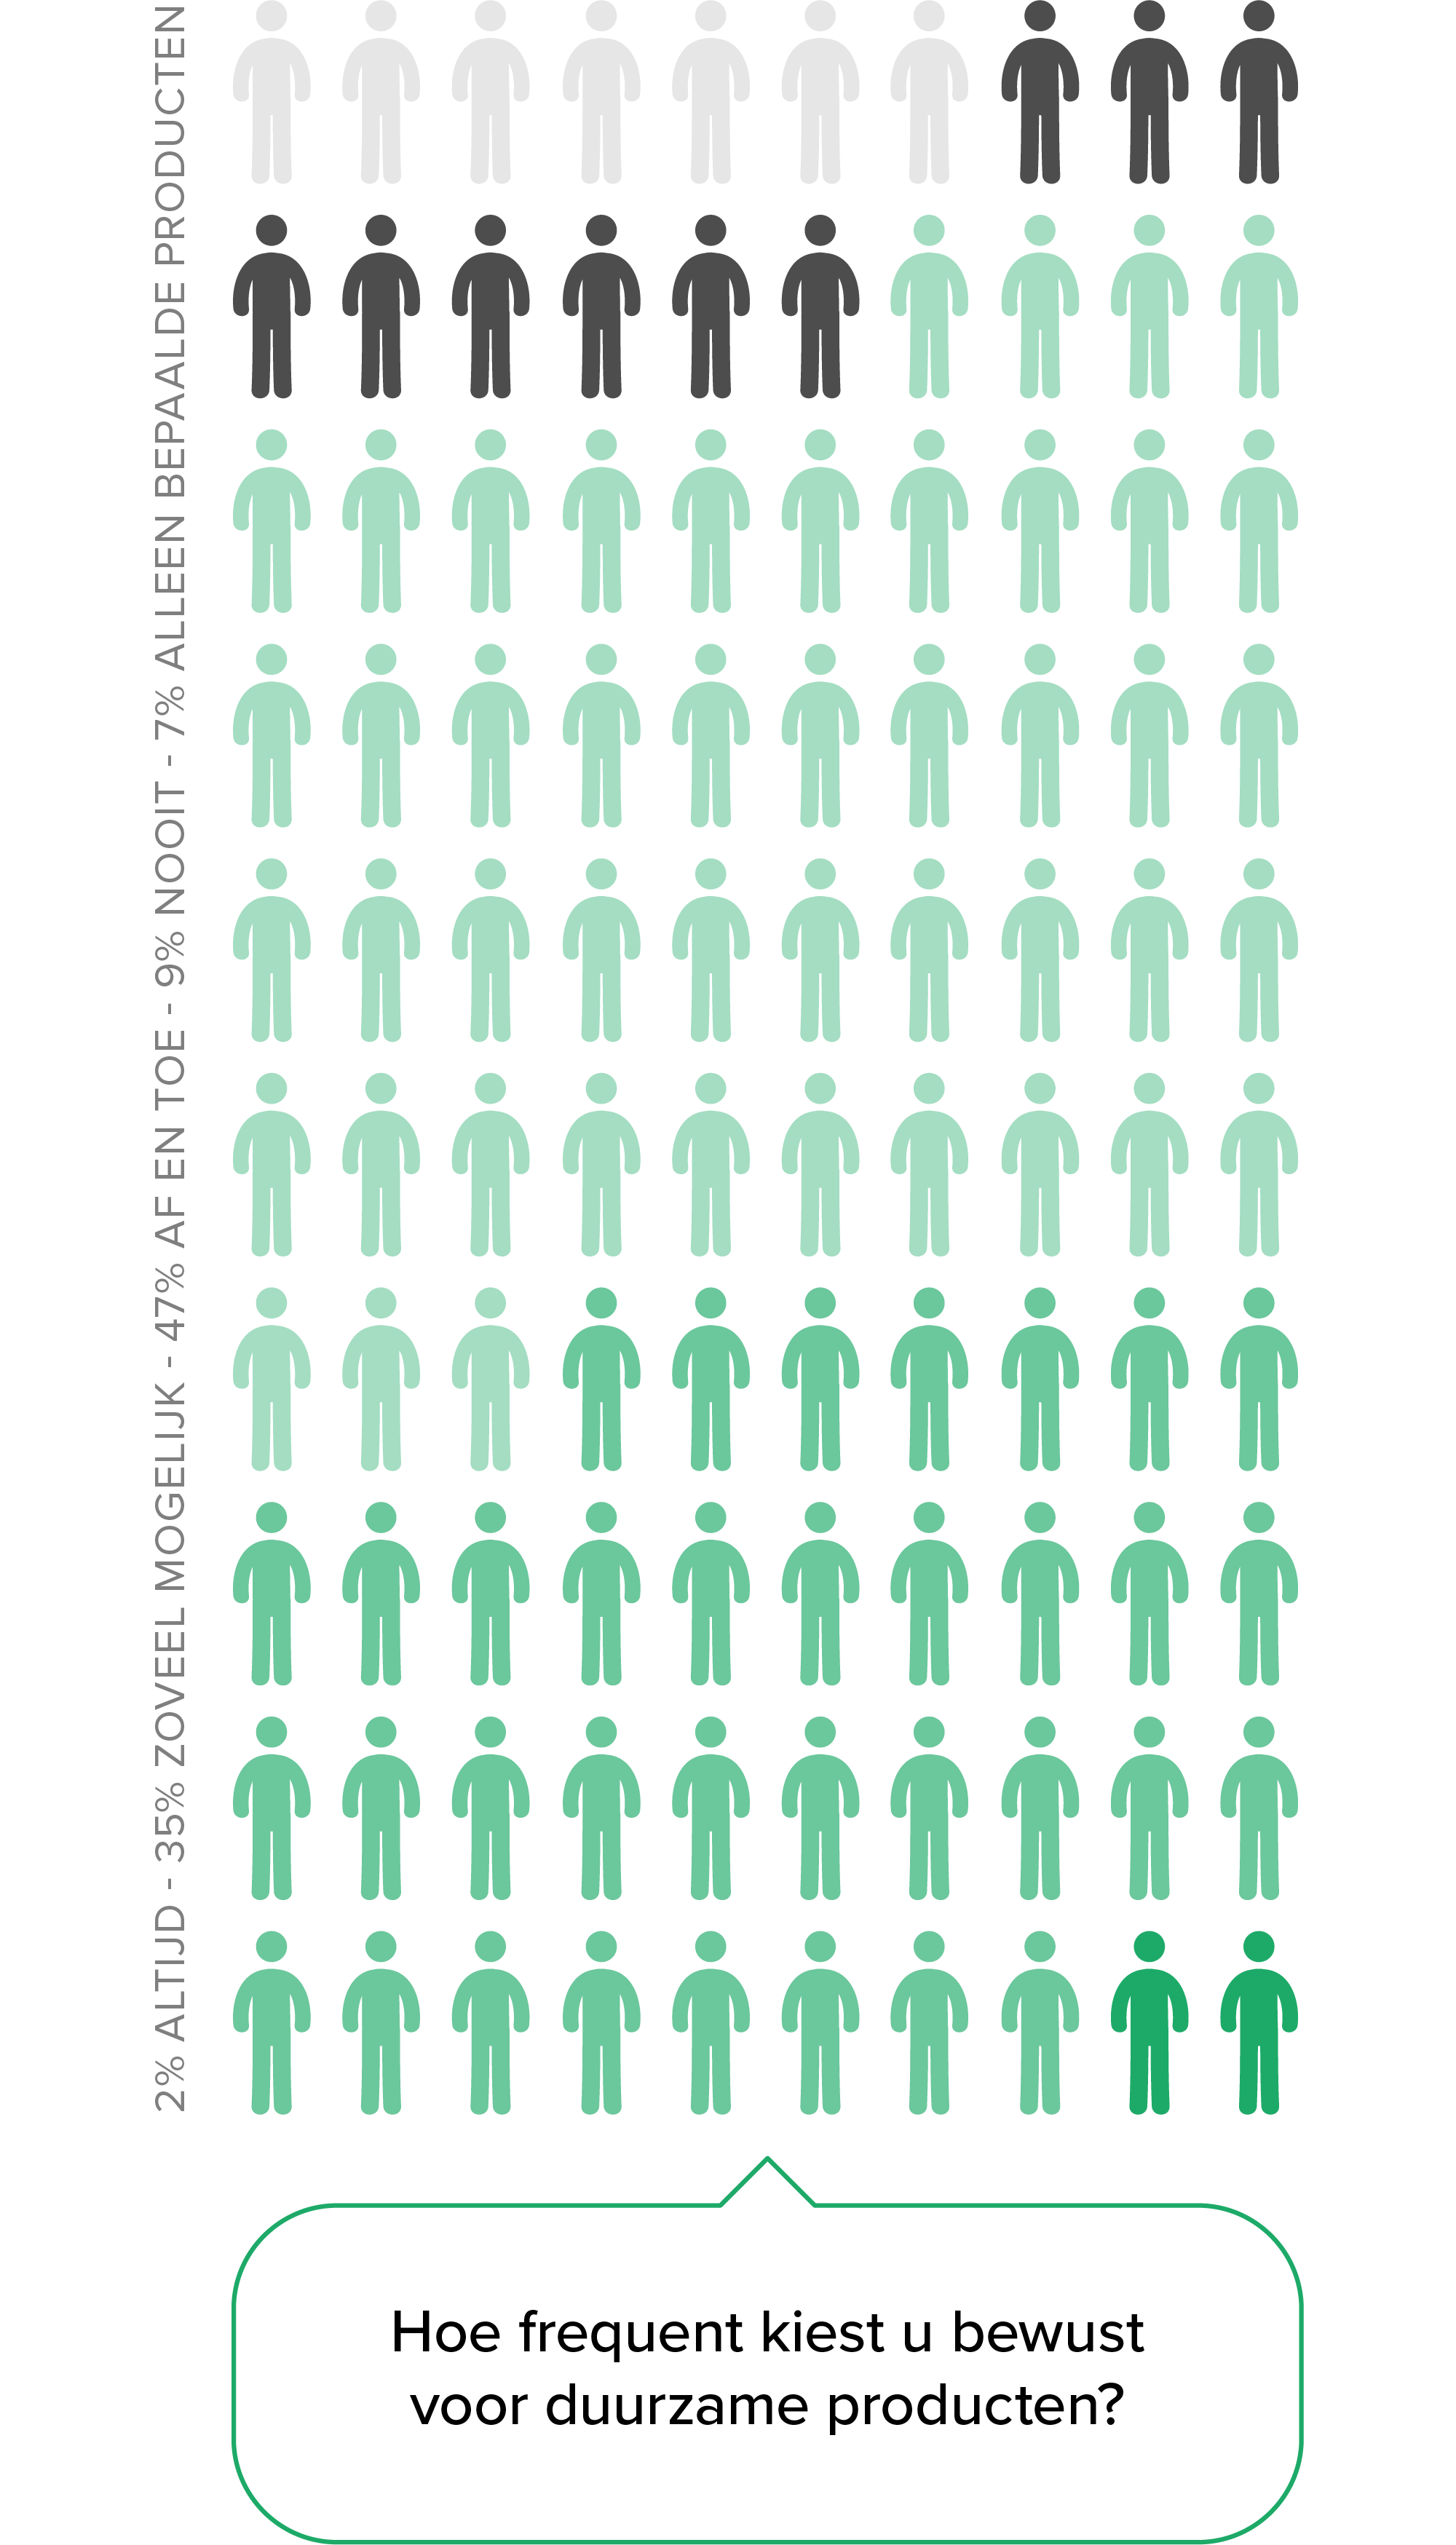 2% ALTIJD - 35% ZOVEEL MOGELIJK - 47% AF EN TOE - 9% NOOIT - 7% ALLEEN BEPAALDE PRODUCTEN
Hoe frequent kiest u bewust
voor duurzame producten?